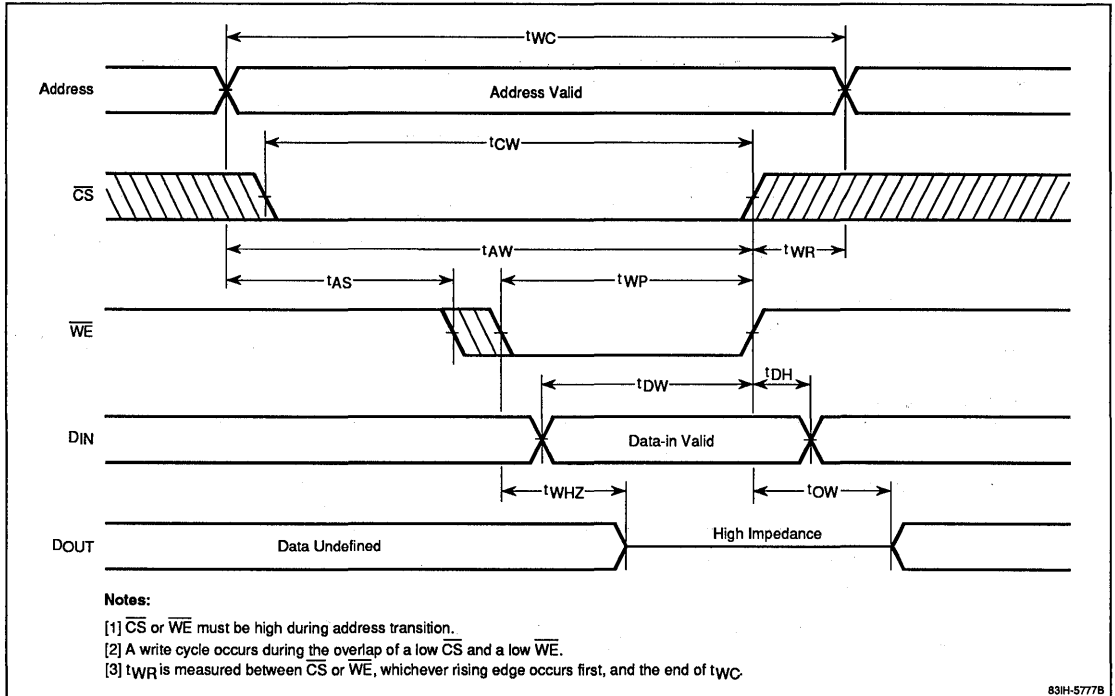 tWC
Address
Address Valid
tCW
CS
tAW
tWR
tAS
tWP
WE
tDW
tDH
DIN
Data-in Valid
tWHZ
tOW
DOUT
Data Undefined
High Impedance
Notes:
[1] CS or WE must be high during address transition.
[2] A write cycle occurs during the overlap of a low CS and a low WE.
[3] tWR is measured between CS or WE, whichever rising edge occurs first, and the end of tWC.
83IH-5777B